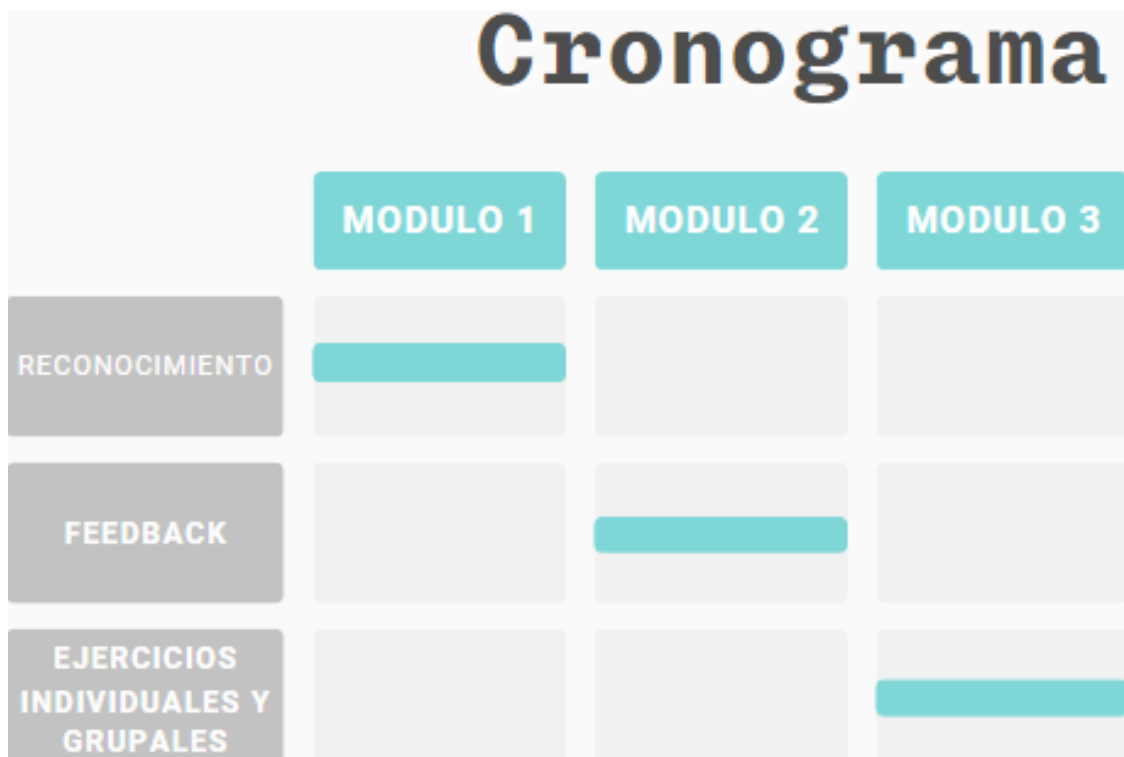 Cronograma
MODULO 1
MODULO 2
MODULO 3
RECONOCIMIENTO
FEEDBACK
EJERCICIOS
INDIVIDUALES Y
GRUPALES